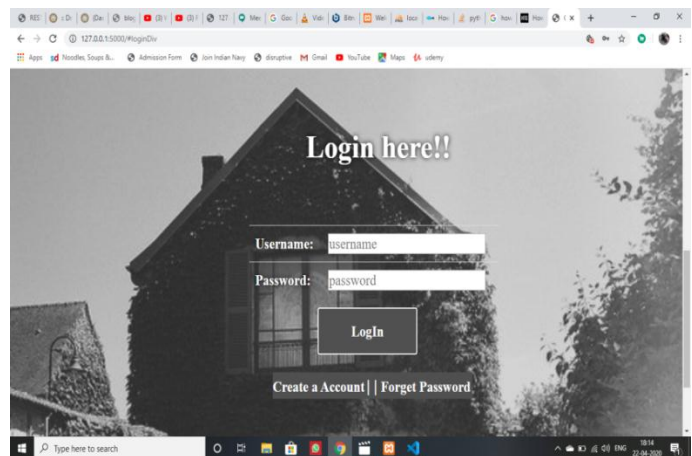 127.0.0.1:5000/#loginDiv
Apps Noodles, Soups &... Admission Form Join Indian Navy disruptive Gmail YouTube Maps udemy
Login here!!
Username: username
Password: password
LogIn
Create a Account|| Forget Password
Type here to search
ENG 18:14
22-04-2020